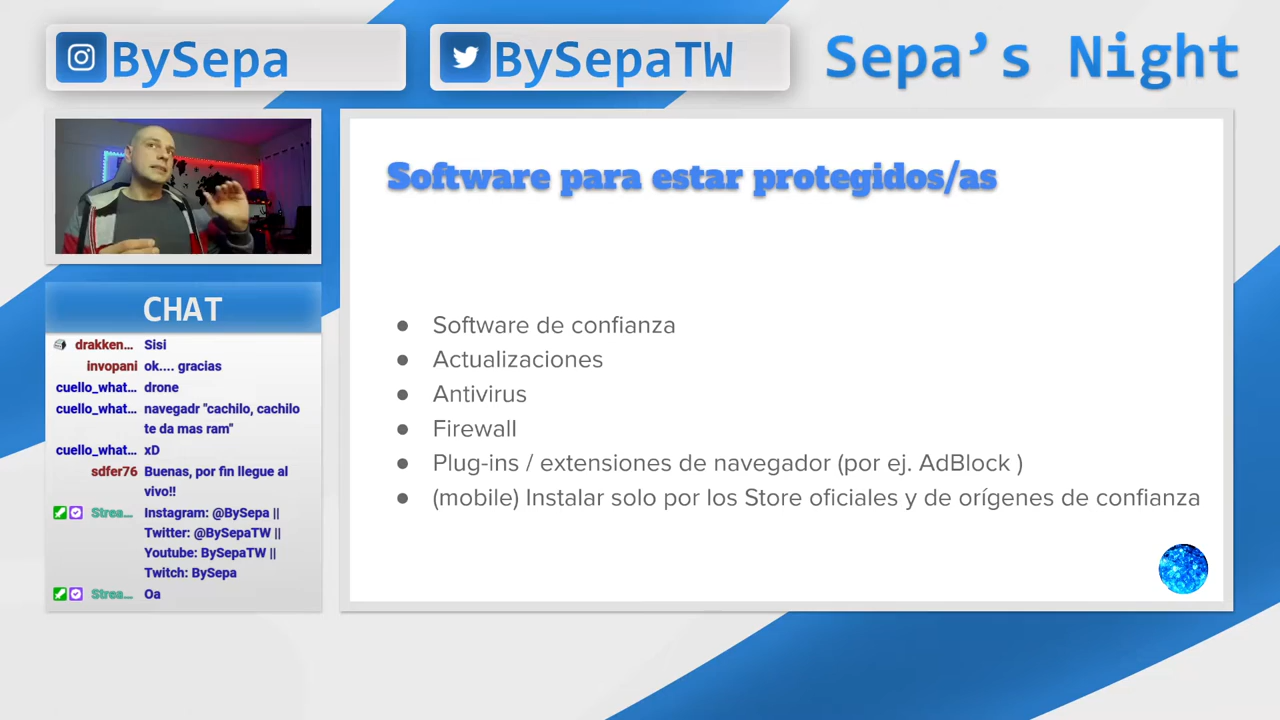 BySepa
BySepaTW
Sepa’s Night
Software para estar protegidos/as
● Software de confianza
● Actualizaciones
● Antivirus
● Firewall
● Plug-ins / extensiones de navegador (por ej. AdBlock )
● (mobile) Instalar solo por los Store oficiales y de orígenes de confianza
CHAT
drakken... Sisi
invopani ok.... gracias
cuello_what... drone
cuello_what... navegadr "cachilo, cachilo
te da mas ram"
cuello_what... xD
sdfer76 Buenas, por fin llegue al
vivo!!
Strea... Instagram: @BySepa ||
Twitter: @BySepaTW ||
Youtube: BySepaTW ||
Twitch: BySepa
Strea... Oa